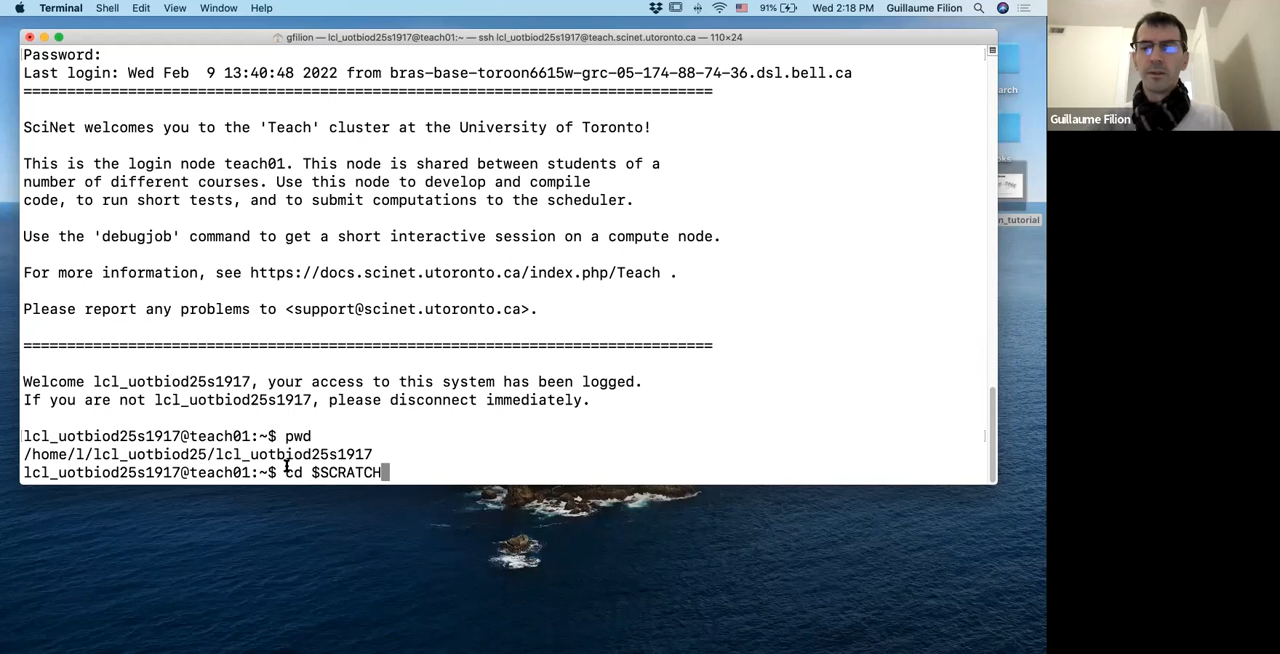 Terminal Shell Edit View Window Help 91% Wed 2:18 PM Guillaume Filion
gfilion — lcl_uotbiod25s1917@teach01:~ — ssh lcl_uotbiod25s1917@teach.scinet.utoronto.ca — 110×24
Password:
Last login: Wed Feb  9 13:40:48 2022 from bras-base-toroon6615w-grc-05-174-88-74-36.dsl.bell.ca
===============================================================================
SciNet welcomes you to the 'Teach' cluster at the University of Toronto!
This is the login node teach01. This node is shared between students of a
number of different courses. Use this node to develop and compile
code, to run short tests, and to submit computations to the scheduler.
Use the 'debugjob' command to get a short interactive session on a compute node.
For more information, see https://docs.scinet.utoronto.ca/index.php/Teach .
Please report any problems to <support@scinet.utoronto.ca>.
===============================================================================
Welcome lcl_uotbiod25s1917, your access to this system has been logged.
If you are not lcl_uotbiod25s1917, please disconnect immediately.
lcl_uotbiod25s1917@teach01:~$ pwd
/home/l/lcl_uotbiod25/lcl_uotbiod25s1917
lcl_uotbiod25s1917@teach01:~$ cd $SCRATCH
arch
n_tutorial
Guillaume Filion